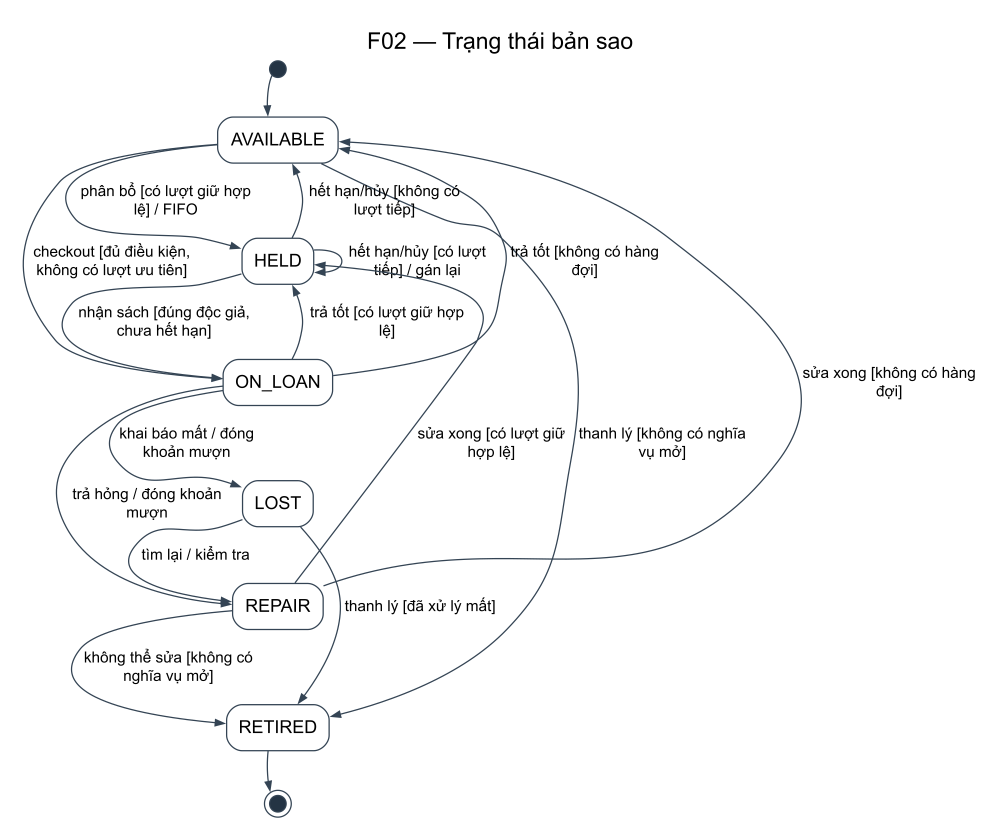 F02 — Trạng thái bản sao
AVAILABLE
phân bổ [có lượt giữ hợp
lệ] / FIFO
hết hạn/hủy [không có
lượt tiếp]
checkout [đủ điều kiện,
không có lượt ưu tiên]
HELD
hết hạn/hủy [có lượt
tiếp] / gán lại
trả tốt [không có hàng
đợi]
nhận sách [đúng độc giả,
chưa hết hạn]
trả tốt [có lượt giữ hợp
lệ]
ON_LOAN
sửa xong [không có hàng
đợi]
khai báo mất / đóng
khoản mượn
sửa xong [có lượt giữ
hợp lệ]
thanh lý [không có nghĩa
vụ mở]
trả hỏng / đóng khoản
mượn
LOST
tìm lại / kiểm tra
REPAIR
thanh lý [đã xử lý mất]
không thể sửa [không có
nghĩa vụ mở]
RETIRED